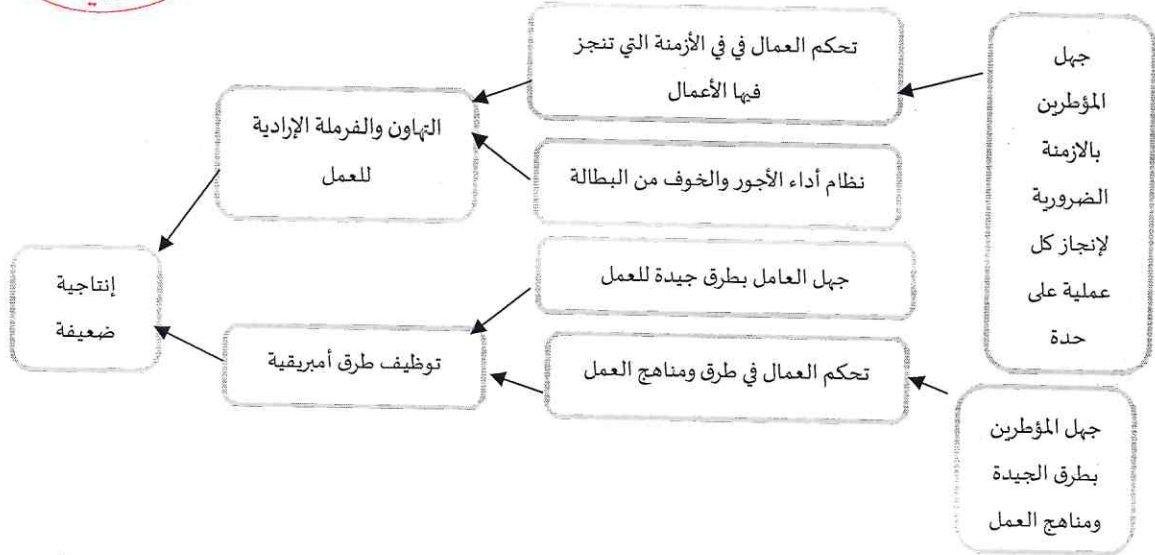 جهل
المؤطرين
بالازمنة
الضرورية
لإنجاز كل
عملية على
حدة
جهل المؤطرين
بطرق الجيدة
ومناهج العمل
تحكم العمال في في الأزمنة التي تنجز
فيها الأعمال
نظام أداء الأجور والخوف من البطالة
جهل العامل بطرق جيدة للعمل
تحكم العمال في طرق ومناهج العمل
التهاون والفرملة الإرادية
للعمل
توظيف طرق أمبريقية
إنتاجية
ضعيفة